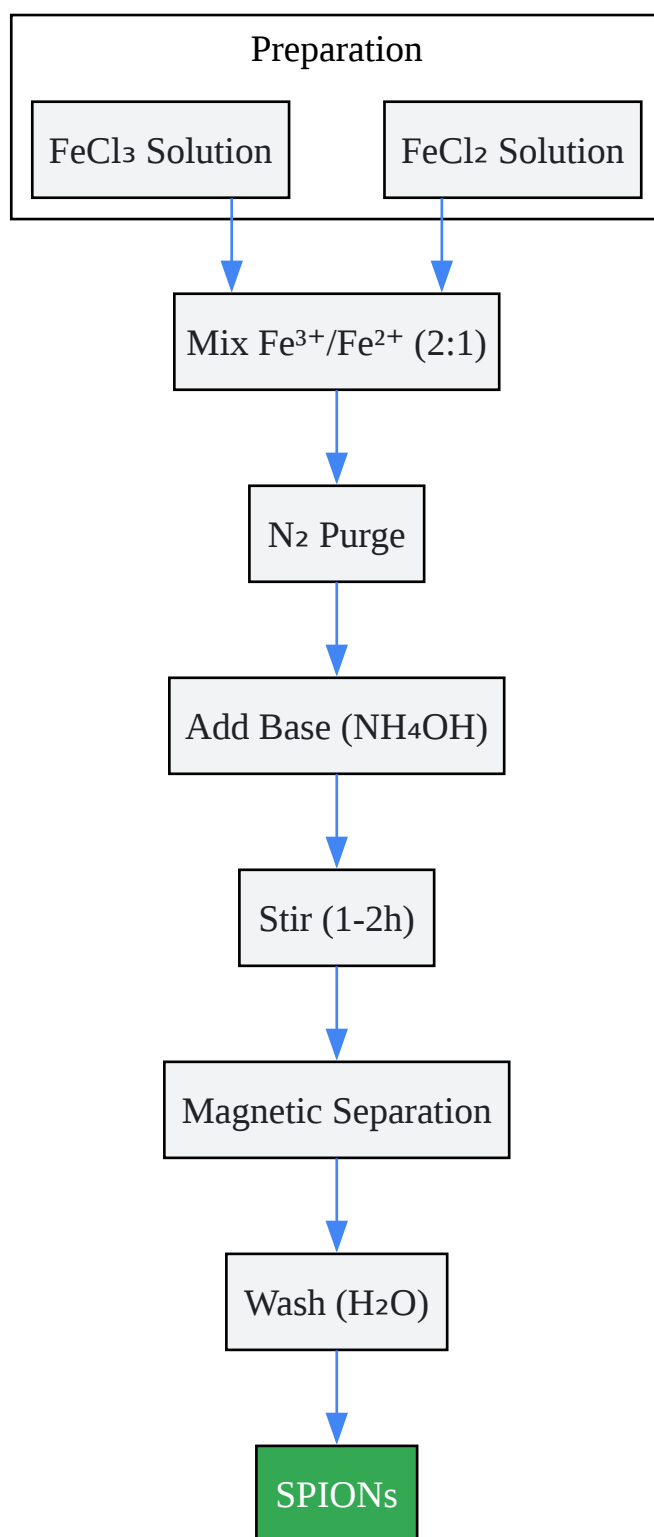 Preparation
FeCl₃ Solution
FeCl₂ Solution
Mix Fe³⁺/Fe²⁺ (2:1)
N₂ Purge
Add Base (NH₄OH)
Stir (1-2h)
Magnetic Separation
Wash (H₂O)
SPIONs